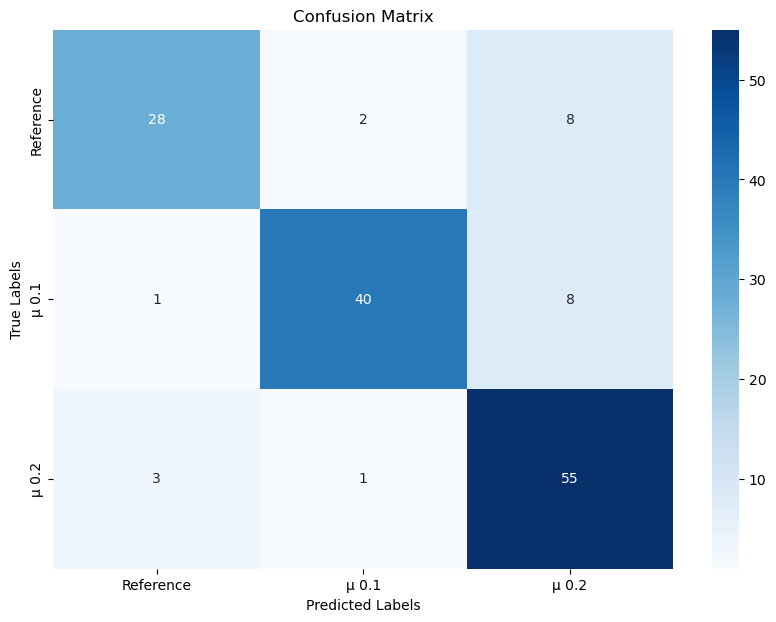 Confusion Matrix
True Labels
Reference
28 2 8
μ 0.1
1 40 8
μ 0.2
3 1 55
Reference μ 0.1 μ 0.2
Predicted Labels
50
40
30
20
10